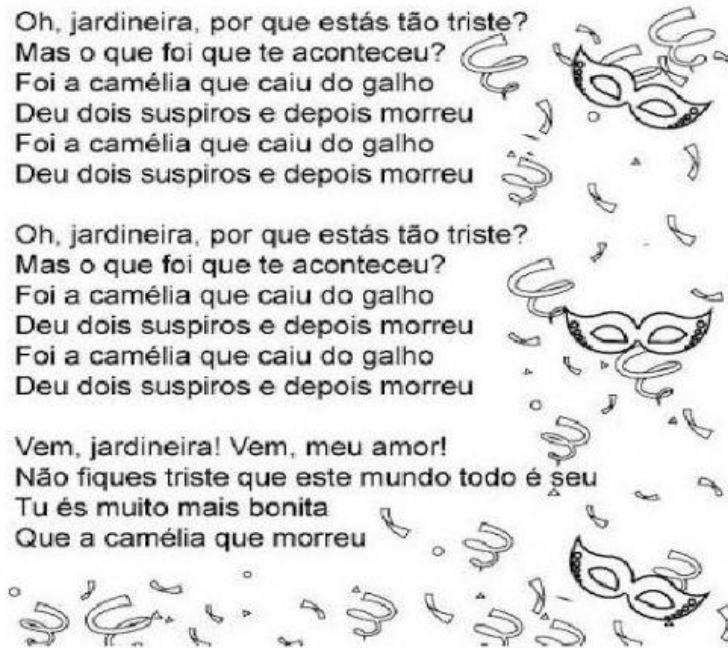 Oh, jardineira, por que estás tão triste?
Mas o que foi que te aconteceu?
Foi a camélia que caiu do galho
Deu dois suspiros e depois morreu
Foi a camélia que caiu do galho
Deu dois suspiros e depois morreu
Oh, jardineira, por que estás tão triste?
Mas o que foi que te aconteceu?
Foi a camélia que caiu do galho
Deu dois suspiros e depois morreu
Foi a camélia que caiu do galho
Deu dois suspiros e depois morreu
Vem, jardineira! Vem, meu amor!
Não fiques triste que este mundo todo é seu
Tu és muito mais bonita
Que a camélia que morreu